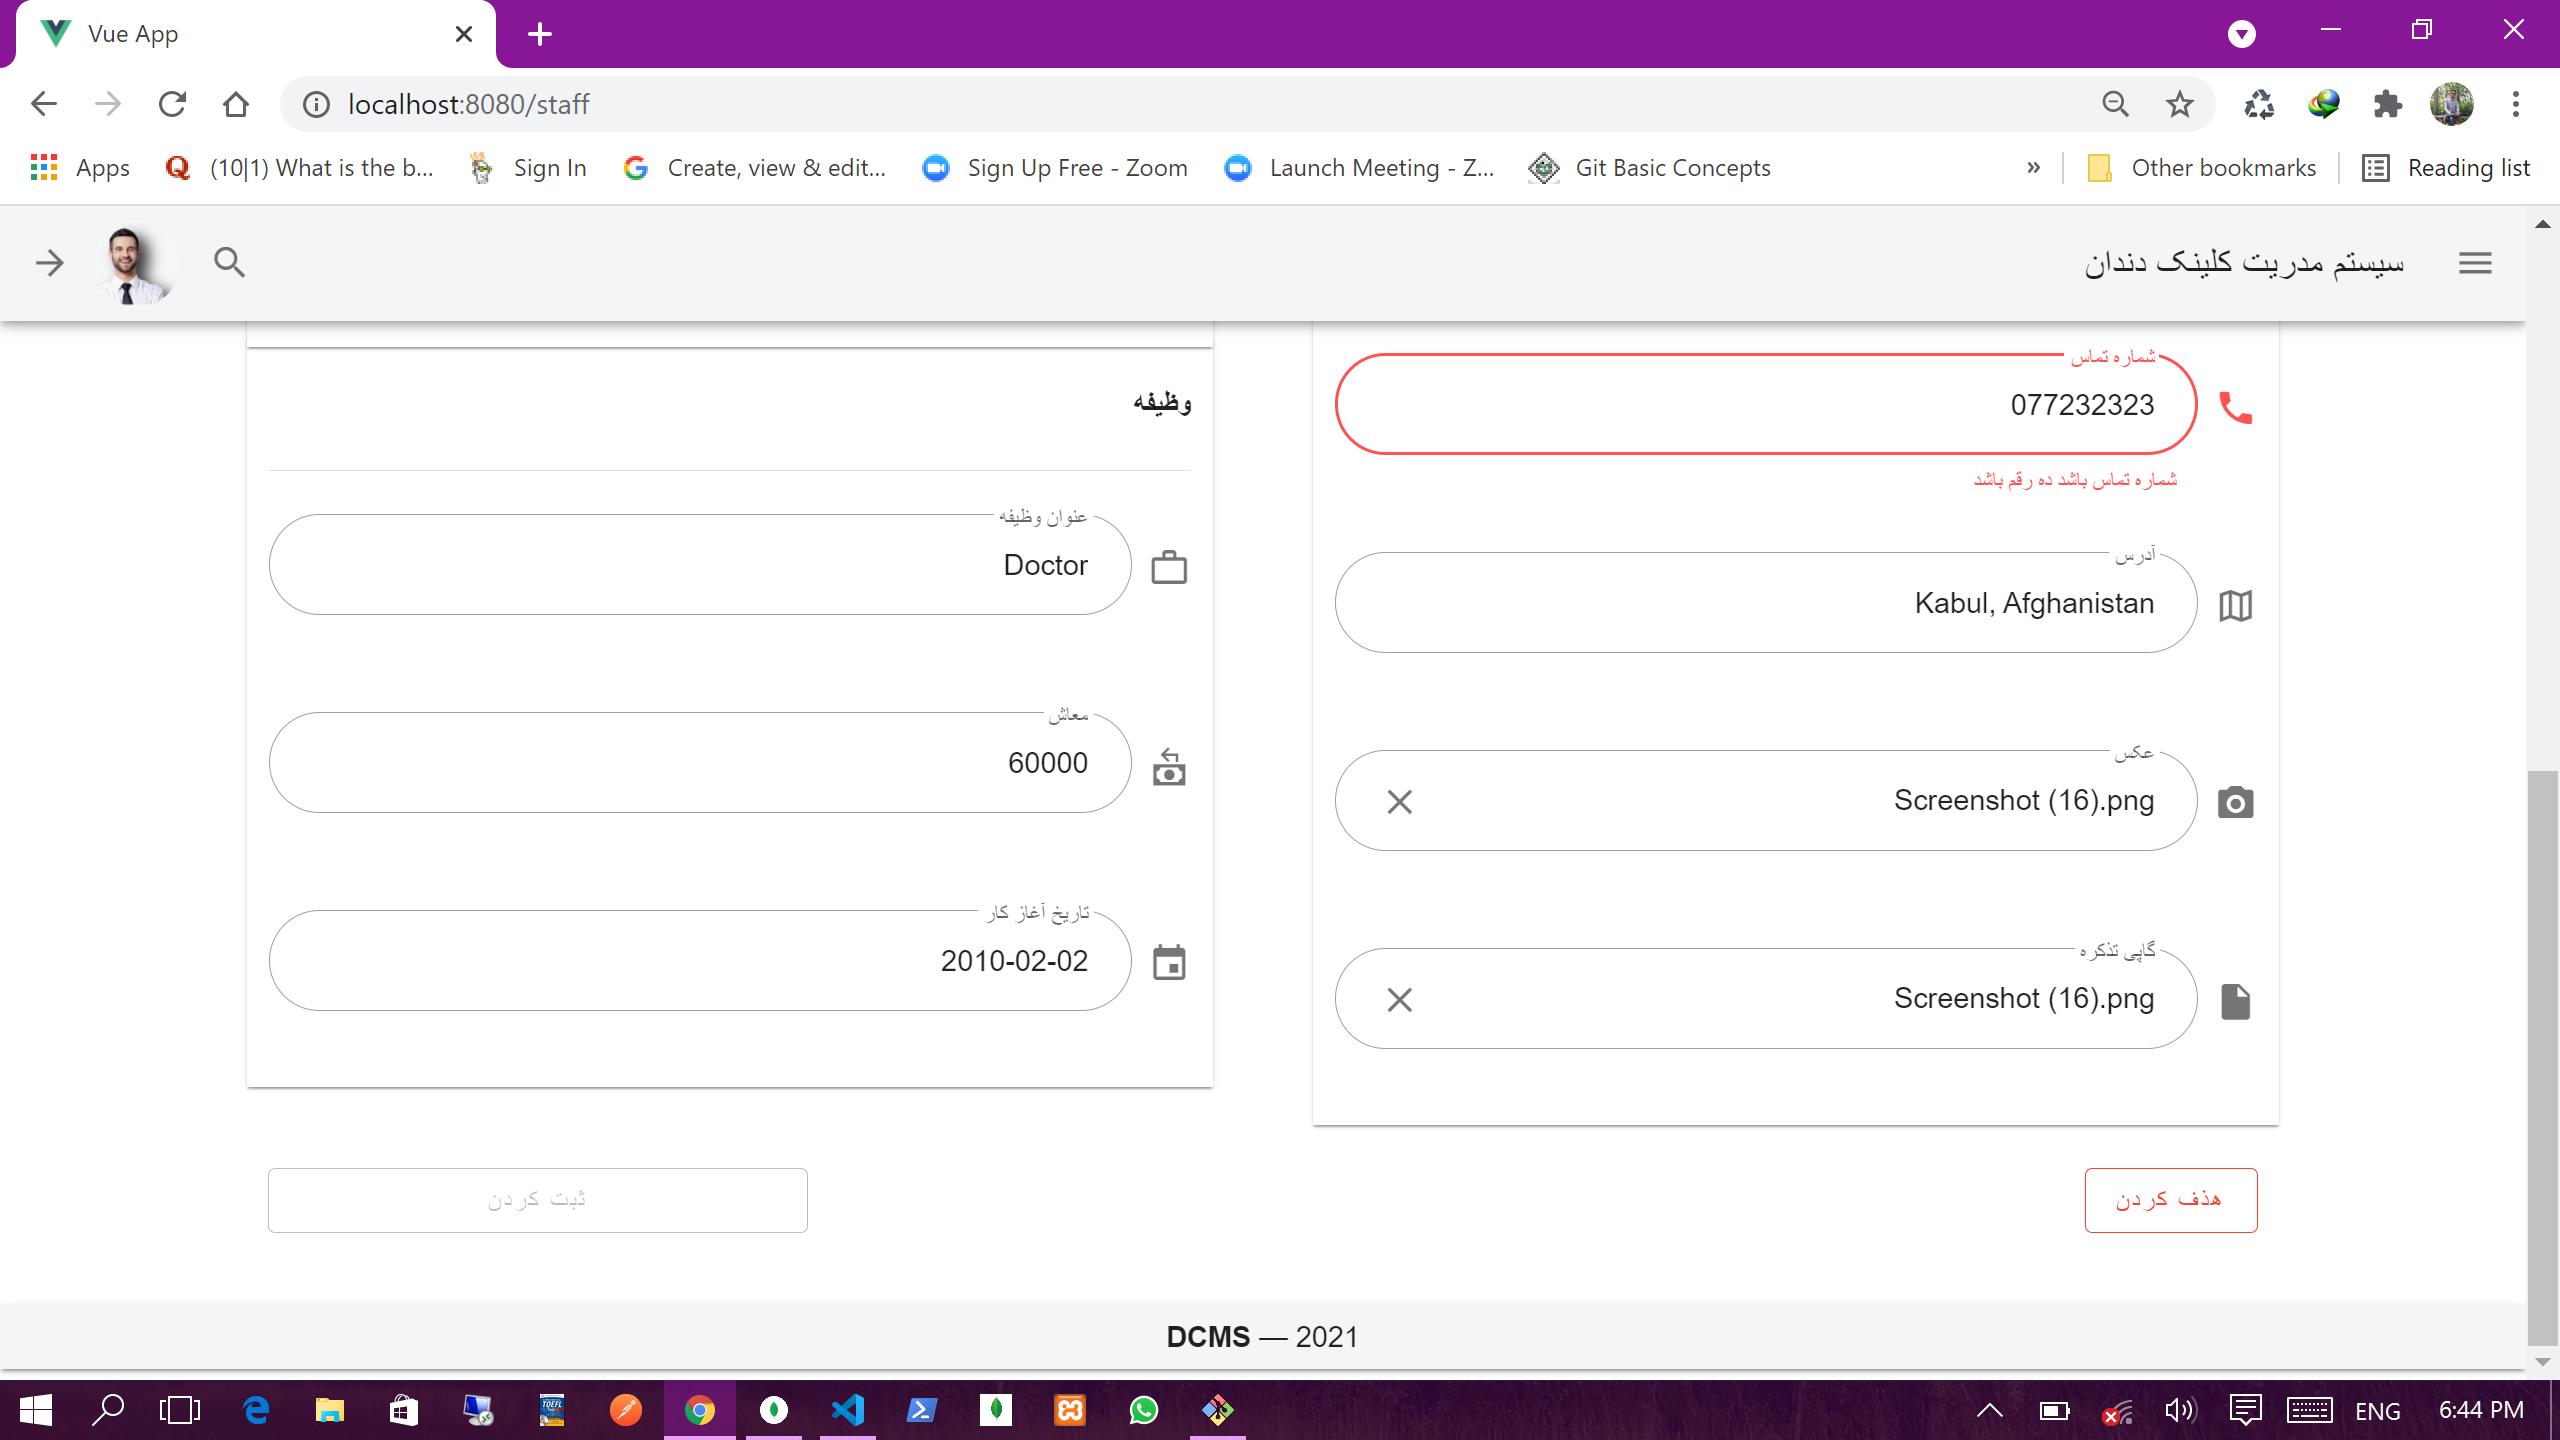 Vue App
localhost:8080/staff
Apps
(10|1) What is the b...
Sign In
Create, view & edit...
Sign Up Free - Zoom
Launch Meeting - Z...
Git Basic Concepts
»
Other bookmarks
Reading list
سیستم مدریت کلینک دندان
شماره تماس
077232323
شماره تماس باشد ده رقم باشد
آدرس
Kabul, Afghanistan
عکس
Screenshot (16).png
گاپی تذکره
Screenshot (16).png
وظیفه
عنوان وظیفه
Doctor
معاش
60000
تاریخ آغاز کار
2010-02-02
هذف کردن
ثبت کردن
DCMS — 2021
TOEFL
ENG
6:44 PM